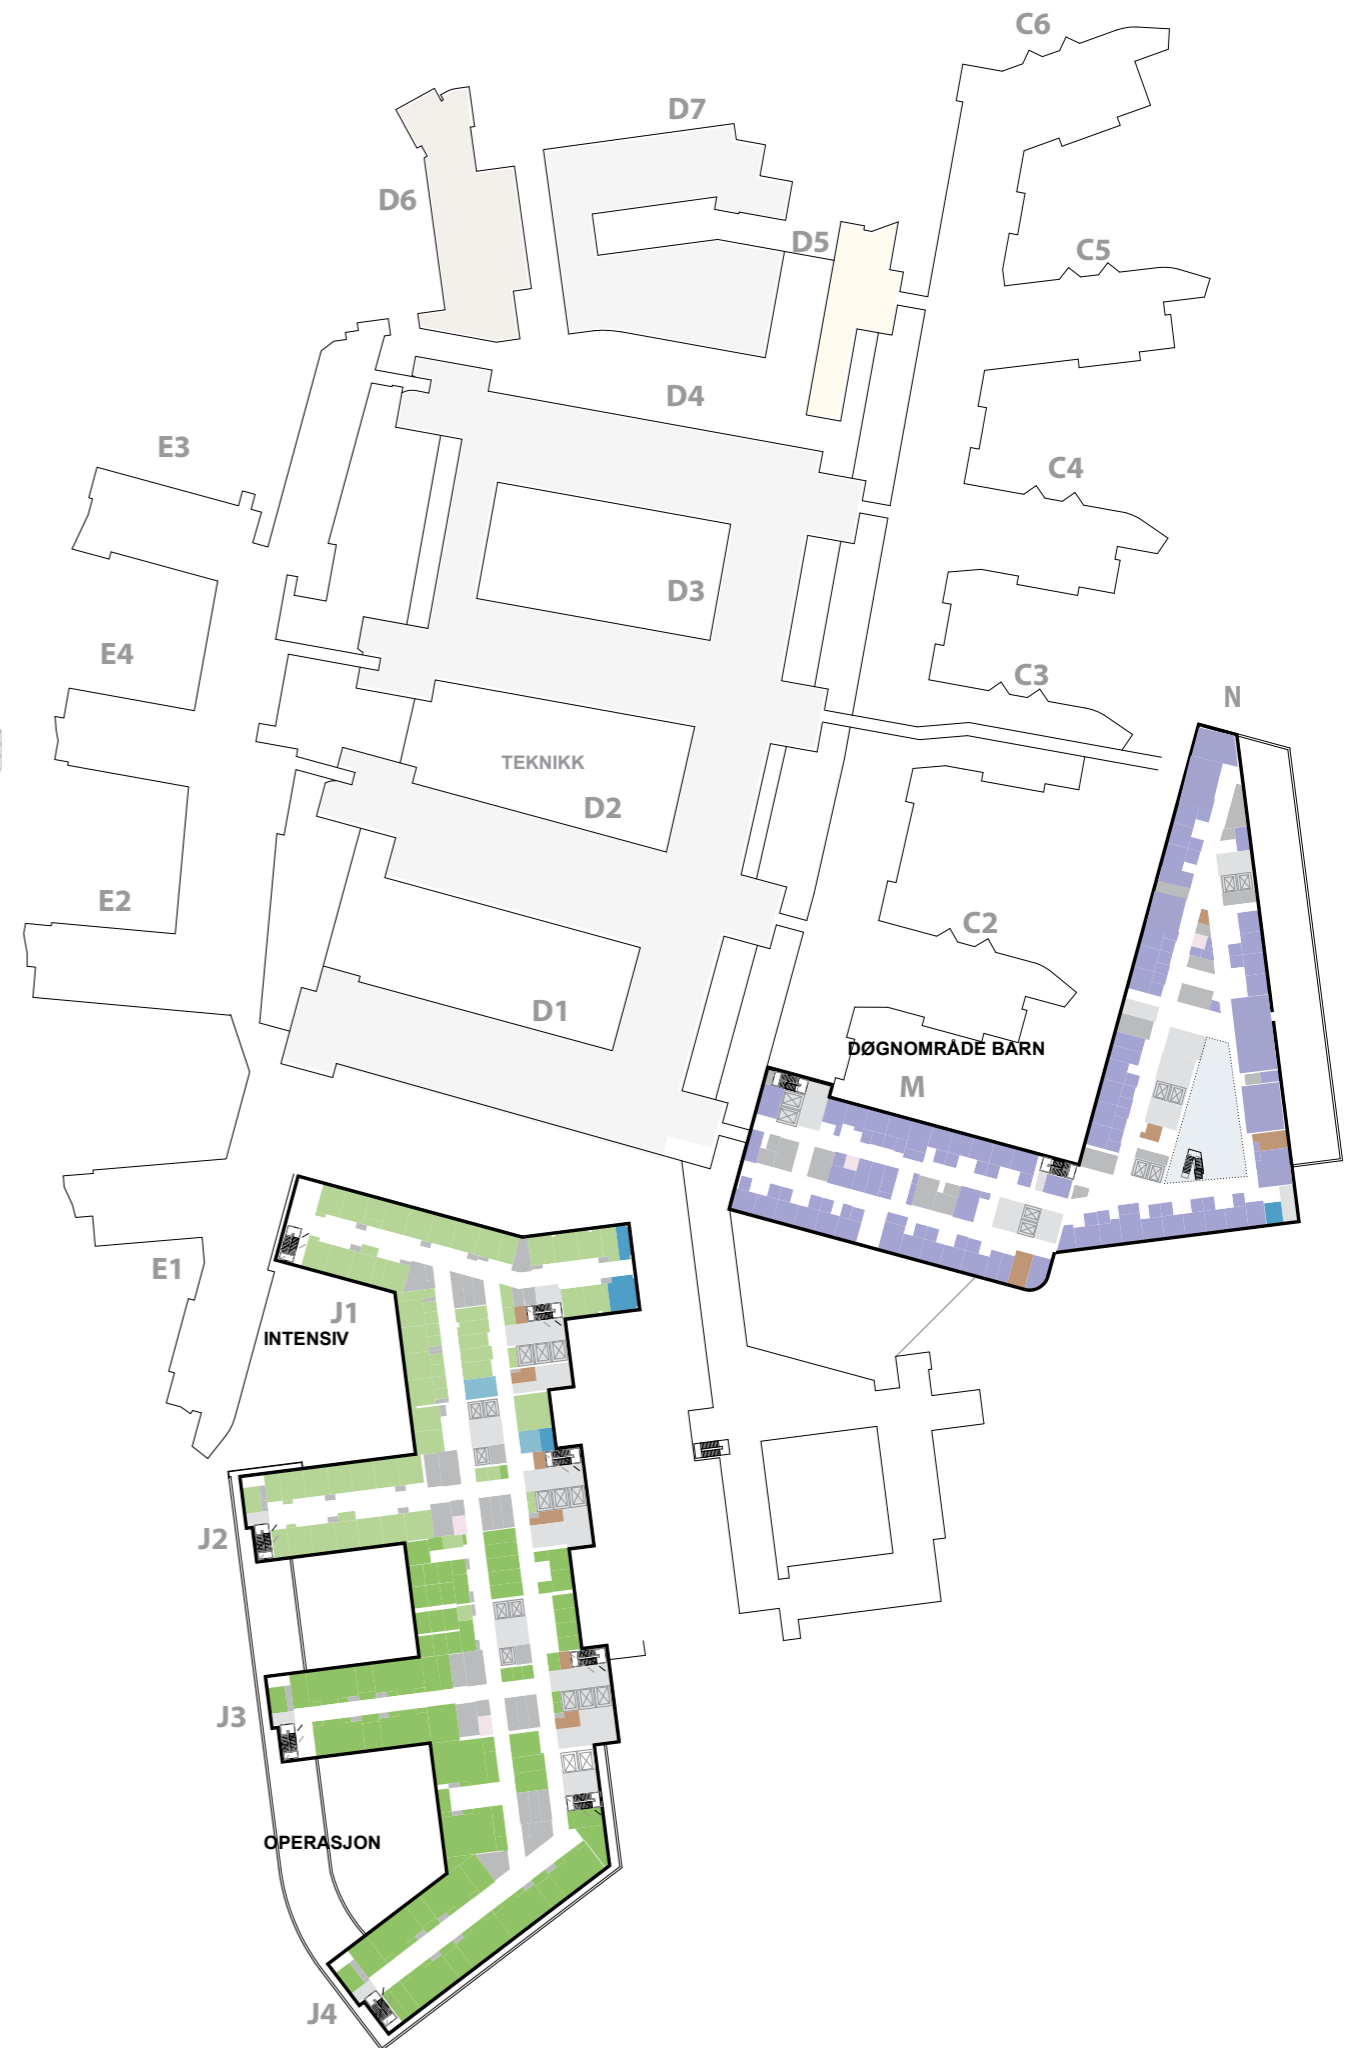 C6
D7
D6
D5
C5
D4
E3
C4
D3
E4
C3
N
TEKNIKK
D2
E2
C2
D1
DØGNOMRÅDE BARN
M
E1
J1
INTENSIV
J2
J3
OPERASJON
J4